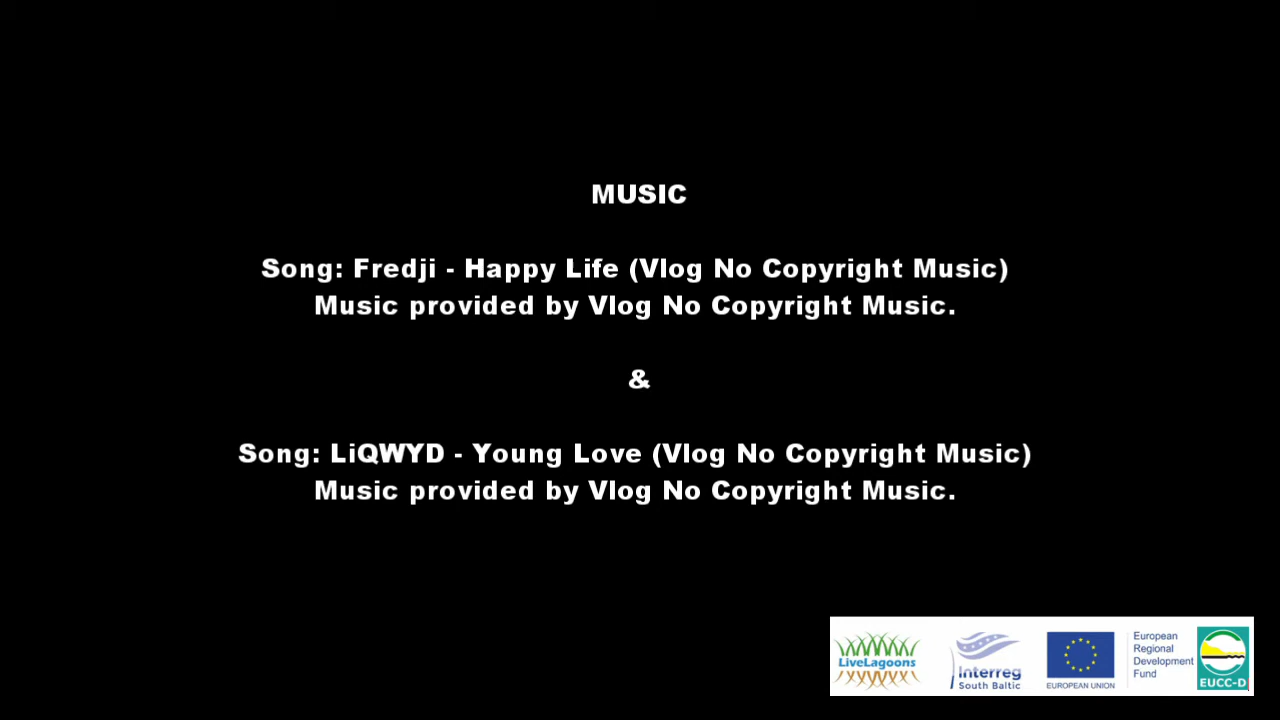 MUSIC
Song: Fredji - Happy Life (Vlog No Copyright Music)
Music provided by Vlog No Copyright Music.
&
Song: LiQWYD - Young Love (Vlog No Copyright Music)
Music provided by Vlog No Copyright Music.
LiveLagoons
Interreg
South Baltic
EUROPEAN UNION
European
Regional
Development
Fund
EUCC-D